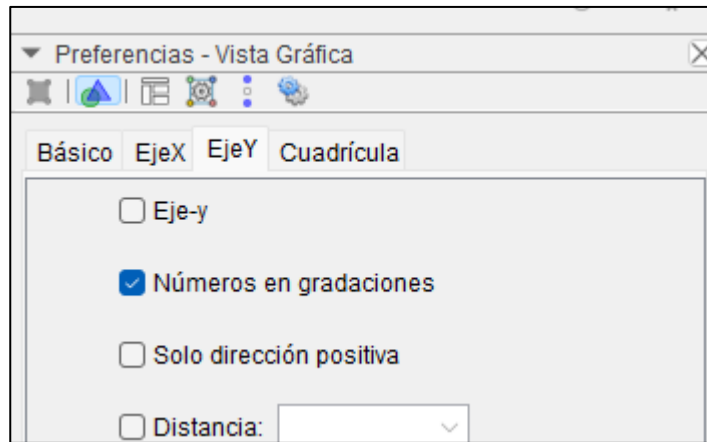 Preferencias - Vista Gráfica
Básico EjeX EjeY Cuadrícula
Eje-y
Números en gradaciones
Solo dirección positiva
Distancia: